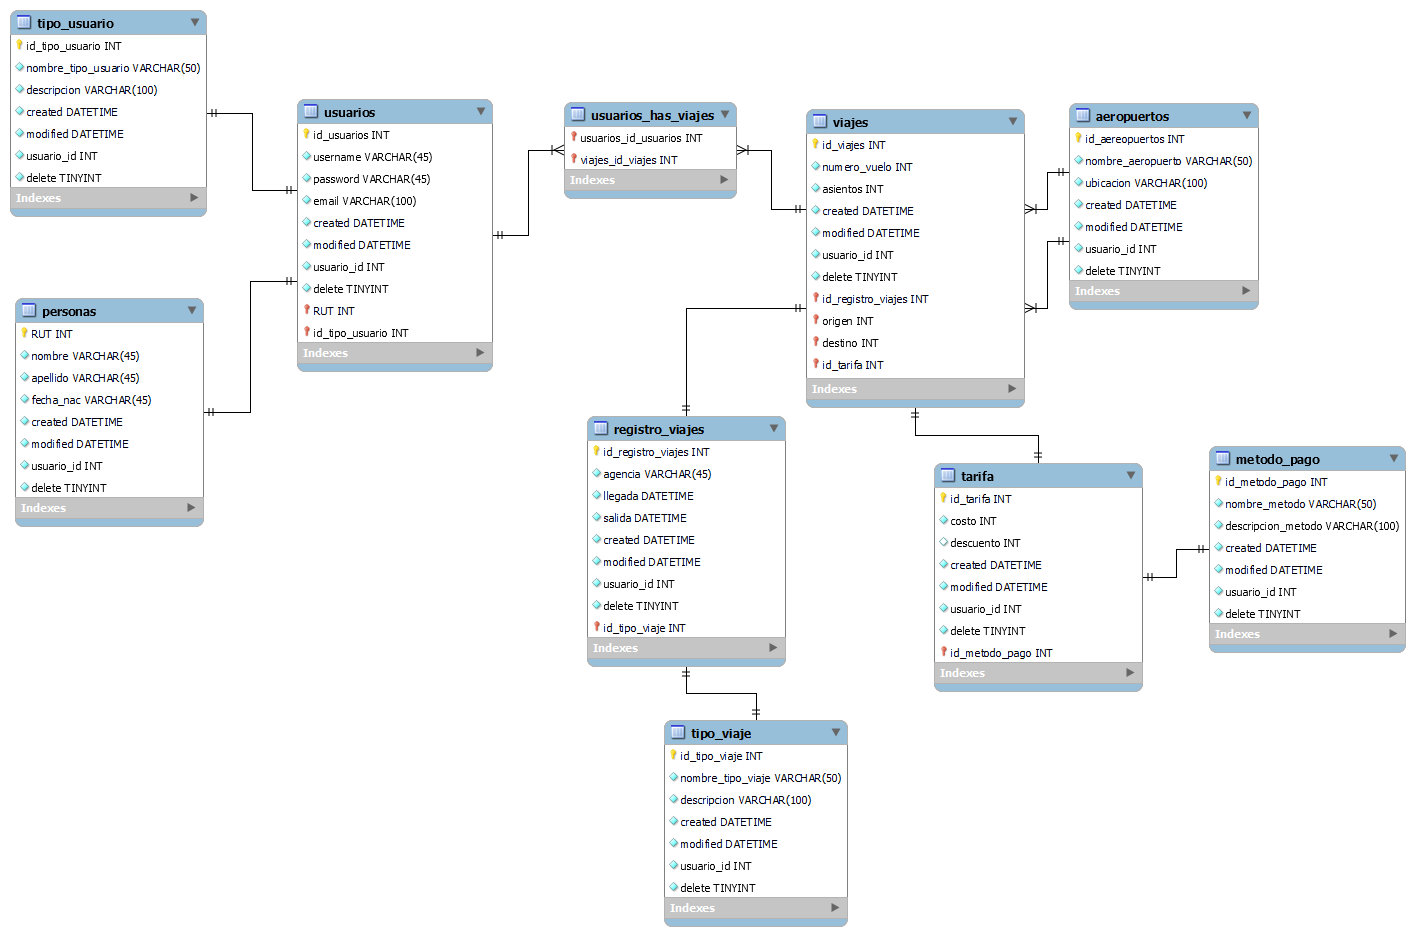 tipo_usuario
id_tipo_usuario INT
nombre_tipo_usuario VARCHAR(50)
descripcion VARCHAR(100)
created DATETIME
modified DATETIME
usuario_id INT
delete TINYINT
Indexes
personas
RUT INT
nombre VARCHAR(45)
apellido VARCHAR(45)
fecha_nac VARCHAR(45)
created DATETIME
modified DATETIME
usuario_id INT
delete TINYINT
Indexes
usuarios
id_usuarios INT
username VARCHAR(45)
password VARCHAR(45)
email VARCHAR(100)
created DATETIME
modified DATETIME
usuario_id INT
delete TINYINT
RUT INT
id_tipo_usuario INT
Indexes
usuarios_has_viajes
usuarios_id_usuarios INT
viajes_id_viajes INT
Indexes
viajes
id_viajes INT
numero_vuelo INT
asientos INT
created DATETIME
modified DATETIME
usuario_id INT
delete TINYINT
id_registro_viajes INT
origen INT
destino INT
id_tarifa INT
Indexes
aeropuertos
id_aereopuertos INT
nombre_aeropuerto VARCHAR(50)
ubicacion VARCHAR(100)
created DATETIME
modified DATETIME
usuario_id INT
delete TINYINT
Indexes
registro_viajes
id_registro_viajes INT
agencia VARCHAR(45)
llegada DATETIME
salida DATETIME
created DATETIME
modified DATETIME
usuario_id INT
delete TINYINT
id_tipo_viaje INT
Indexes
tarifa
id_tarifa INT
costo INT
descuento INT
created DATETIME
modified DATETIME
usuario_id INT
delete TINYINT
id_metodo_pago INT
Indexes
metodo_pago
id_metodo_pago INT
nombre_metodo VARCHAR(50)
descripcion_metodo VARCHAR(100)
created DATETIME
modified DATETIME
usuario_id INT
delete TINYINT
Indexes
tipo_viaje
id_tipo_viaje INT
nombre_tipo_viaje VARCHAR(50)
descripcion VARCHAR(100)
created DATETIME
modified DATETIME
usuario_id INT
delete TINYINT
Indexes